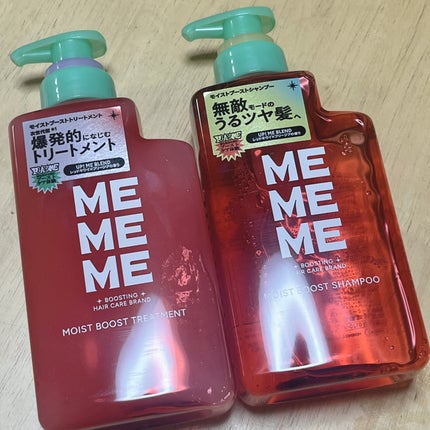 モイストブーストトリートメント
爆発的になじむ
トリートメント
UP! ME BLEND
ME
ME
ME
BOOSTING
HAIR CARE BRAND
MOIST BOOST TREATMENT
モイストブーストシャンプー
無敵モードの
うるツヤ髪へ
UP! ME BLEND
ME
ME
ME
BOOSTING
HAIR CARE BRAND
MOIST BOOST SHAMPOO